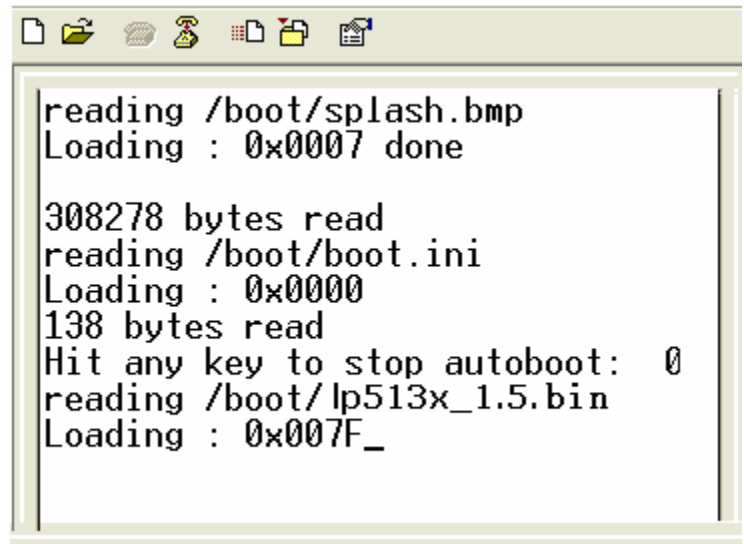 reading /boot/splash.bmp
Loading : 0x0007 done
308278 bytes read
reading /boot/boot.ini
Loading : 0x0000
138 bytes read
Hit any key to stop autoboot:  0
reading /boot/lp513x_1.5.bin
Loading : 0x007F_